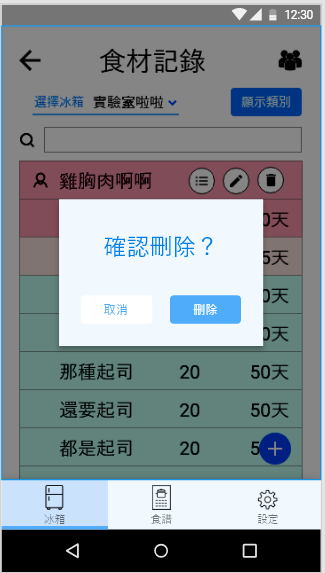 12:30
食材記錄
選擇冰箱 實驗室啦啦 顯示類別
雞胸肉啊啊
0天
5天
0天
0天
確認刪除？
取消 刪除
那種起司 20 50天
還要起司 20 50天
都是起司 20 5
冰箱 食譜 設定